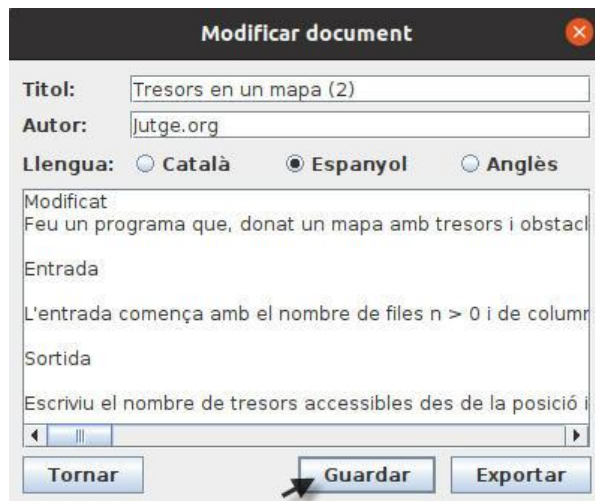 Modificar document
Titol: Tresors en un mapa (2)
Autor: Jutge.org
Llengua: Català Espanyol Anglès
Modificat
Feu un programa que, donat un mapa amb tresors i obstacl
Entrada
L'entrada comença amb el nombre de files n > 0 i de columr
Sortida
Escriviu el nombre de tresors accessibles des de la posició i
Tornar Guardar Exportar